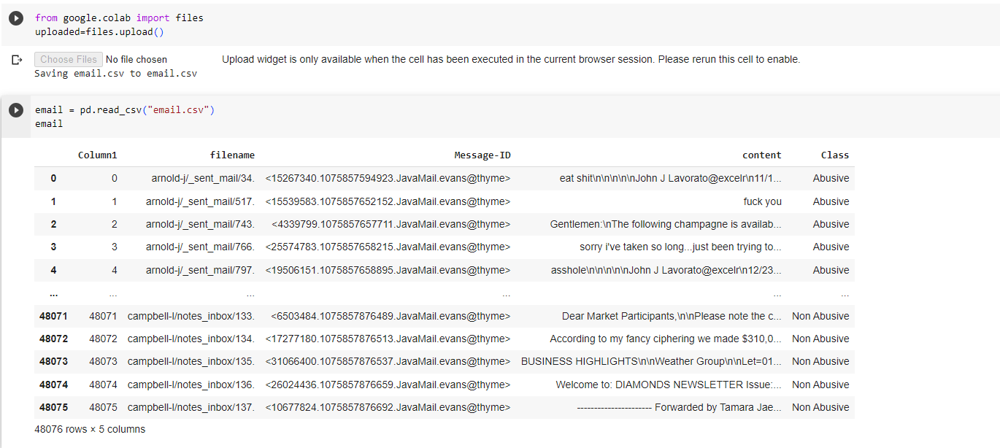 from google.colab import files
uploaded=files.upload()
Choose Files No file chosen Upload widget is only available when the cell has been executed in the current browser session. Please rerun this cell to enable.
Saving email.csv to email.csv
email = pd.read_csv("email.csv")
email
Column1 filename Message-ID content Class
0 0 arnold-j/_sent_mail/34. <15267340.1075857594923.JavaMail.evans@thyme> eat shit\n\n\n\n\nJohn J Lavorato@excelr\n11/1... Abusive
1 1 arnold-j/_sent_mail/517. <15539583.1075857652152.JavaMail.evans@thyme> fuck you Abusive
2 2 arnold-j/_sent_mail/743. <4339799.1075857657711.JavaMail.evans@thyme> Gentlemen:\nThe following champagne is availab... Abusive
3 3 arnold-j/_sent_mail/766. <25574783.1075857658215.JavaMail.evans@thyme> sorry i've taken so long...just been trying to... Abusive
4 4 arnold-j/_sent_mail/797. <19506151.1075857658895.JavaMail.evans@thyme> asshole\n\n\n\n\nJohn J Lavorato@excelr\n12/23... Abusive
... ... ... ... ... ...
48071 48071 campbell-l/notes_inbox/133. <6503484.1075857876489.JavaMail.evans@thyme> Dear Market Participants,\n\nPlease note the c... Non Abusive
48072 48072 campbell-l/notes_inbox/134. <17277180.1075857876513.JavaMail.evans@thyme> According to my fancy ciphering we made $310,0... Non Abusive
48073 48073 campbell-l/notes_inbox/135. <31066400.1075857876537.JavaMail.evans@thyme> BUSINESS HIGHLIGHTS\n\nWeather Group\n\nLet=01... Non Abusive
48074 48074 campbell-l/notes_inbox/136. <26024436.1075857876659.JavaMail.evans@thyme> Welcome to: DIAMONDS NEWSLETTER Issue:... Non Abusive
48075 48075 campbell-l/notes_inbox/137. <10677824.1075857876692.JavaMail.evans@thyme> ---------------------- Forwarded by Tamara Jae... Non Abusive
48076 rows × 5 columns